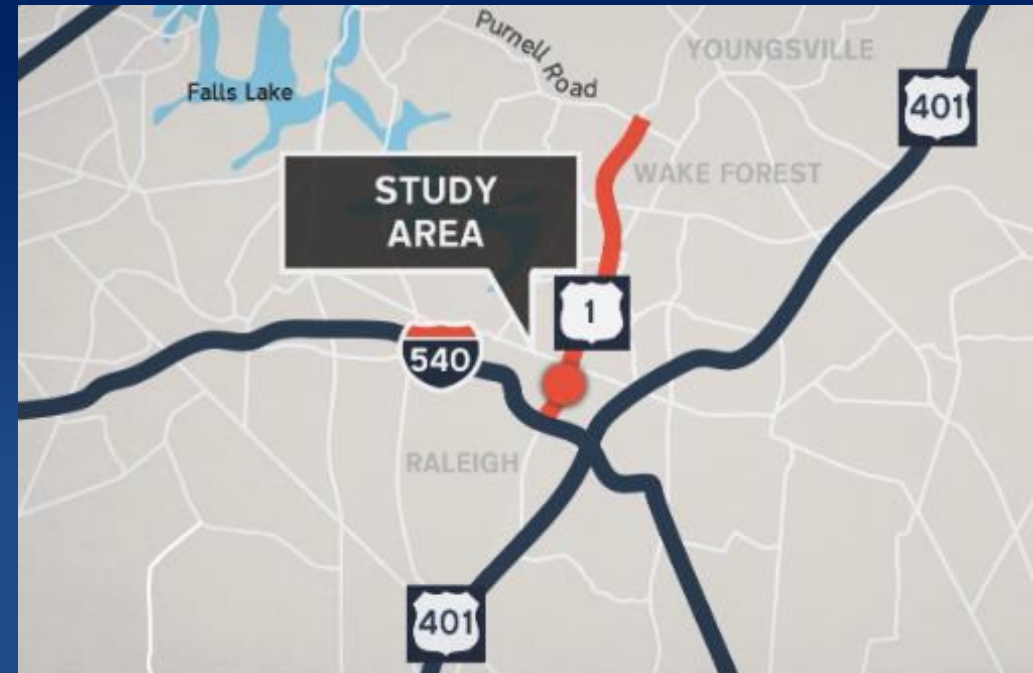 Purnell Road
YOUNGSVILLE
Falls Lake
401
WAKE FOREST
STUDY
AREA
1
540
RALEIGH
401